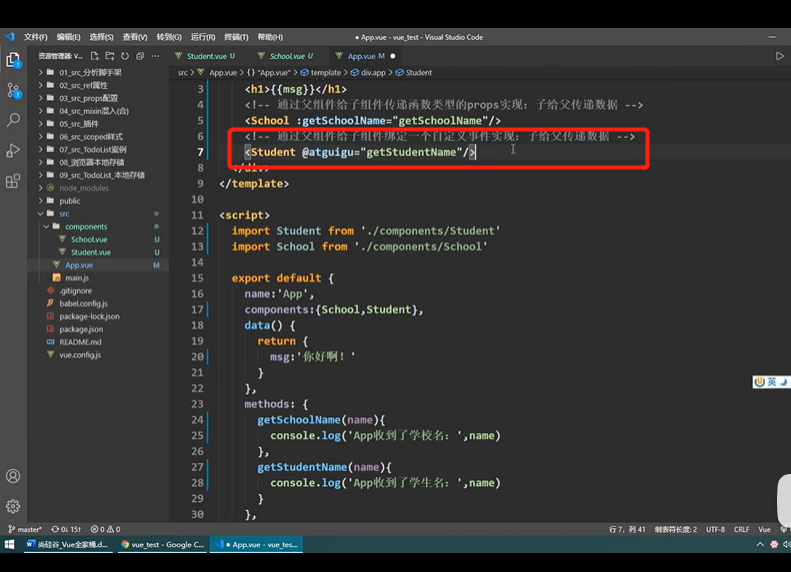 文件(F) 编辑(E) 选择(S) 查看(V) 转到(G) 运行(R) 终端(T) 帮助(H) ● App.vue - vue_test - Visual Studio Code
资源管理器: V... Student.vue U School.vue U App.vue M ●
src > App.vue > {} "App.vue" > template > div.app > Student
01_src_分析脚手架
02_src_ref属性
03_src_props配置
04_src_mixin混入(合)
05_src_插件
06_src_scoped样式
07_src_TodoList案例
08_浏览器本地存储
09_src_TodoList_本地存储
node_modules
public
src
components
School.vue U
Student.vue U
App.vue M
main.js
.gitignore
babel.config.js
package-lock.json
package.json
README.md
vue.config.js
3 <h1>{{msg}}</h1>
4 <!-- 通过父组件给子组件传递函数类型的props实现：子给父传递数据 -->
5 <School :getSchoolName="getSchoolName"/>
6 <!-- 通过父组件给子组件绑定一个自定义事件实现：子给父传递数据 -->
7 <Student @atguigu="getStudentName"/>
8 </div>
9 </template>
10
11 <script>
12 import Student from './components/Student'
13 import School from './components/School'
14
15 export default {
16 name:'App',
17 components:{School,Student},
18 data() {
19 return {
20 msg:'你好啊！'
21 }
22 },
23 methods: {
24 getSchoolName(name){
25 console.log('App收到了学校名：',name)
26 },
27 getStudentName(name){
28 console.log('App收到了学生名：',name)
29 }
30 },
英
master* 0↓ 15↑ 0 0 行 7，列 41 制表符长度: 2 UTF-8 CRLF Vue
尚硅谷_Vue全家桶.d... vue_test - Google C... ● App.vue - vue_tes...